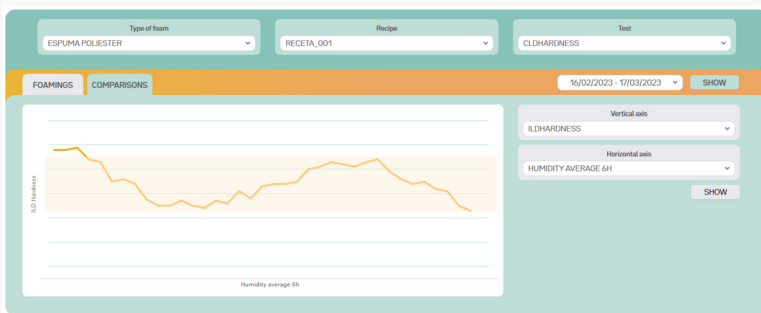 Type of foam
ESPUMA POLIESTER
Recipe
RECETA_001
Test
CLDHARDNESS
FOAMINGS
COMPARISONS
16/02/2023 - 17/03/2023
SHOW
ILD Hardness
Humidity average 6h
Vertical axis
ILDHARDNESS
Horizontal axis
HUMIDITY AVERAGE 6H
SHOW